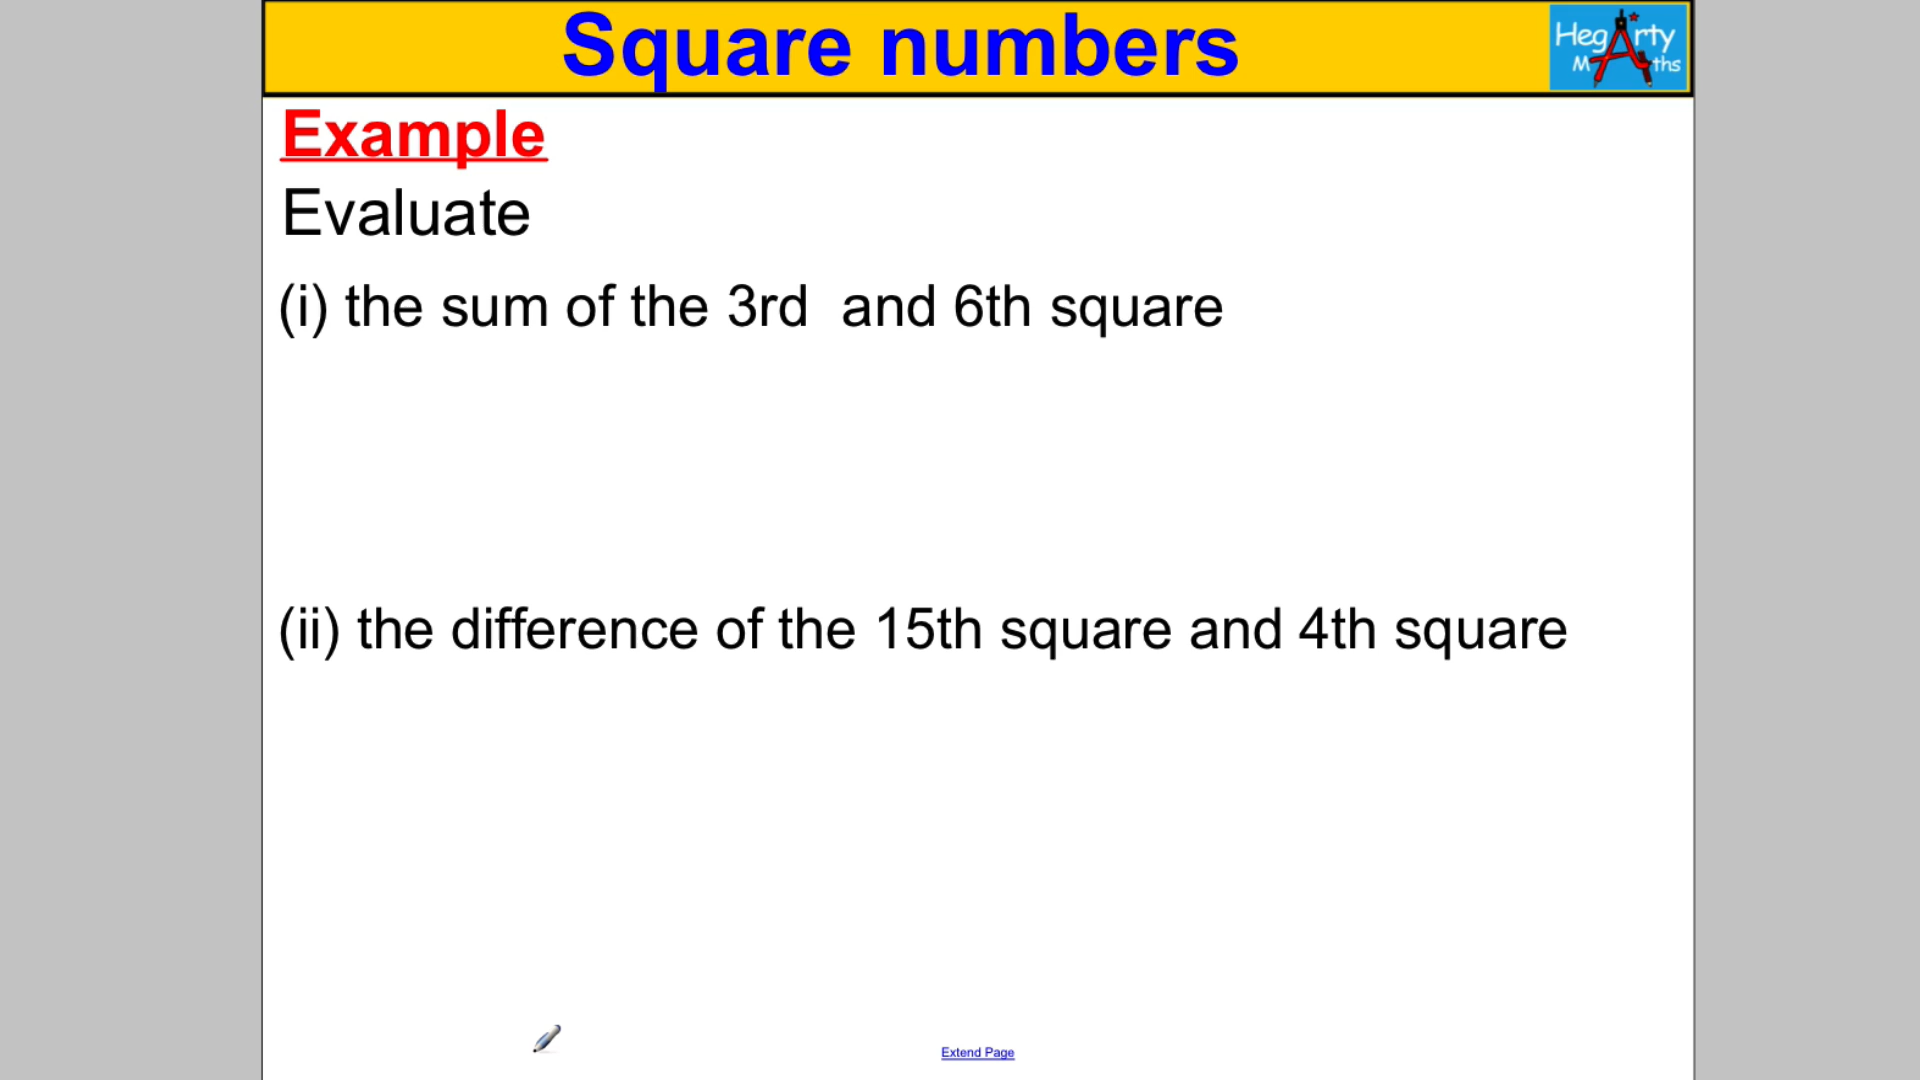 Square numbers
HegArty
Maths
Example
Evaluate
(i) the sum of the 3rd and 6th square
(ii) the difference of the 15th square and 4th square
Extend Page